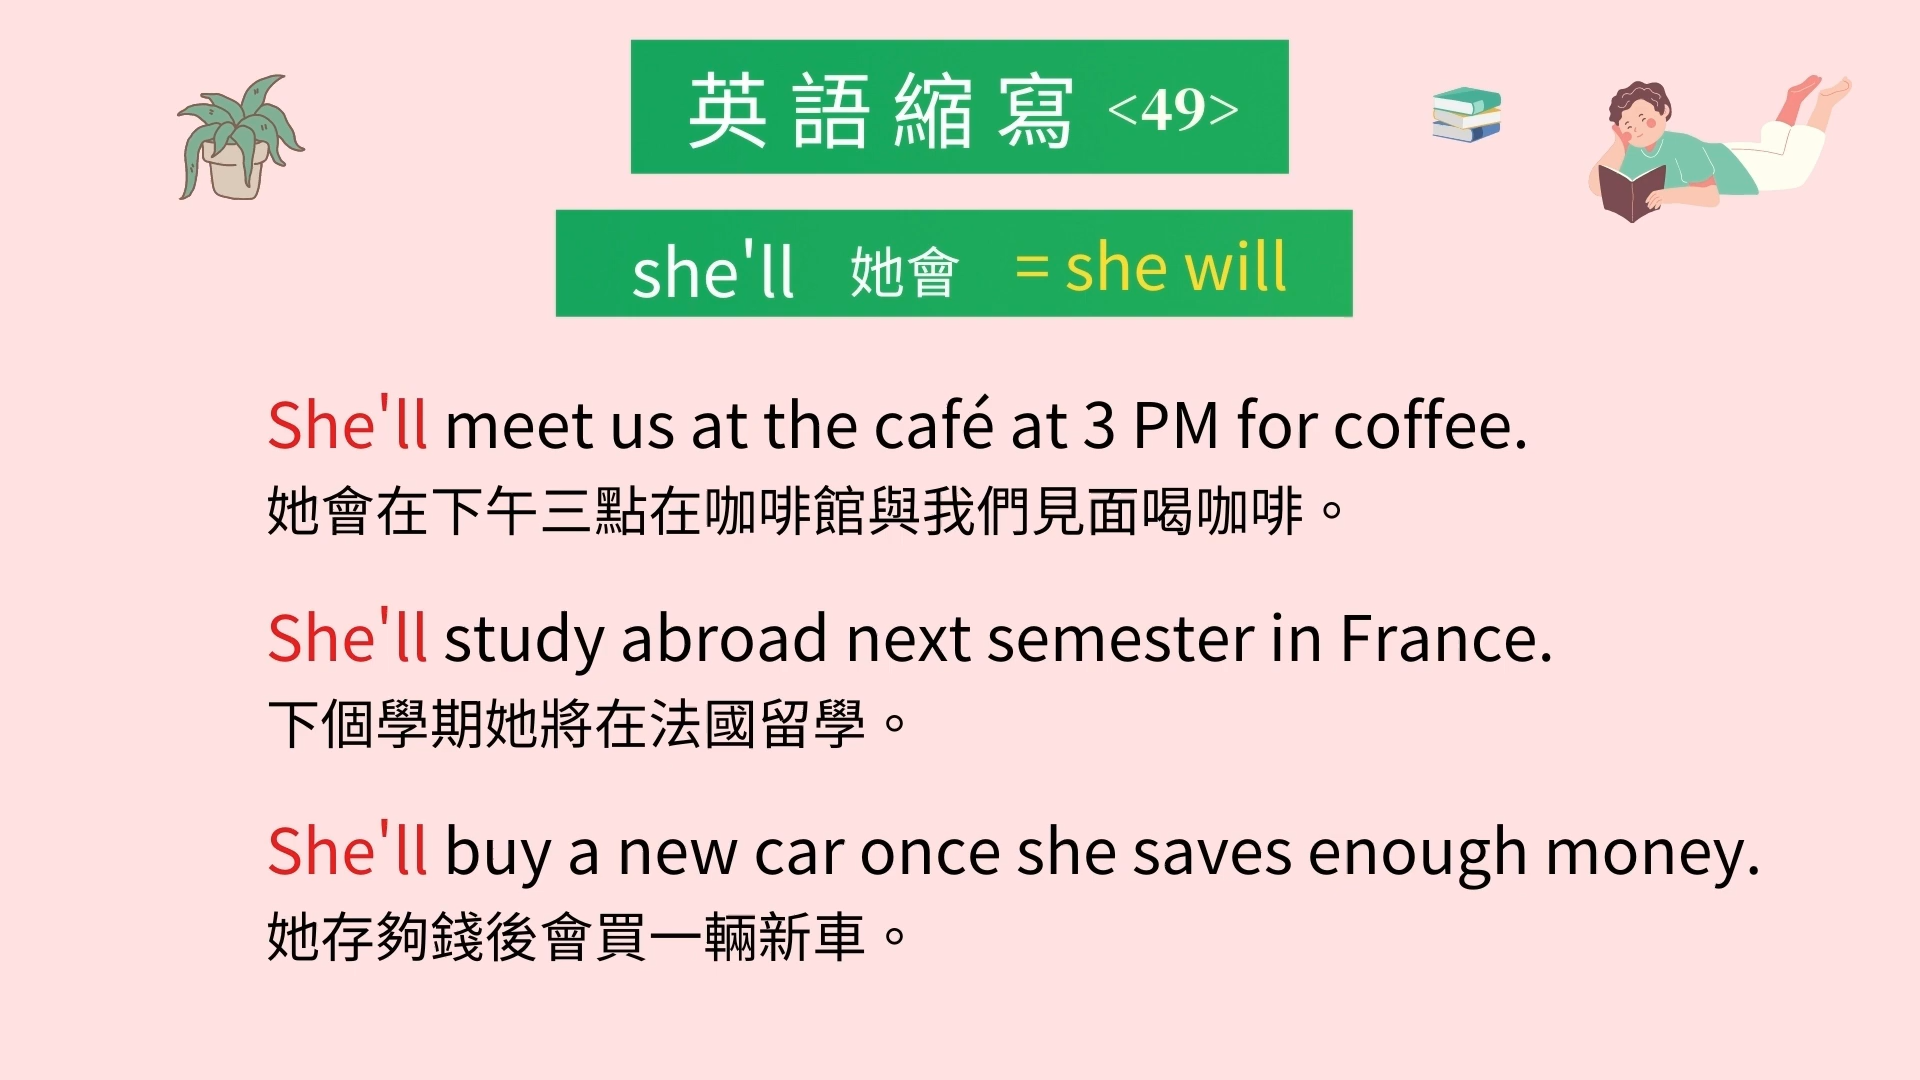 英語縮寫 <49>
she'll 她會 = she will
She'll meet us at the café at 3 PM for coffee.
她會在下午三點在咖啡館與我們見面喝咖啡。
She'll study abroad next semester in France.
下個學期她將在法國留學。
She'll buy a new car once she saves enough money.
她存夠錢後會買一輛新車。